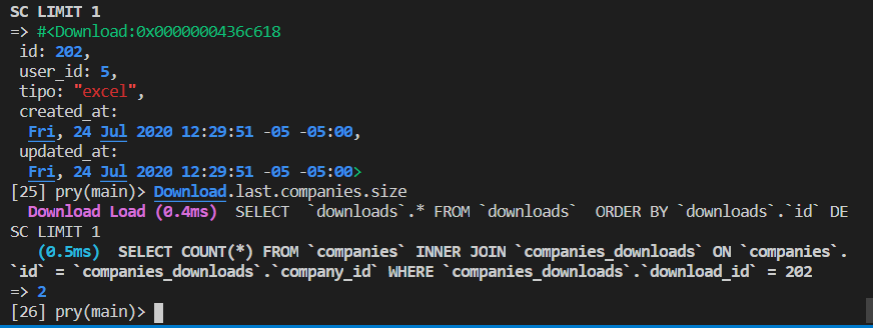 SC LIMIT 1
=> #<Download:0x0000000436c618
 id: 202,
 user_id: 5,
 tipo: "excel",
 created_at:
  Fri, 24 Jul 2020 12:29:51 -05 -05:00,
 updated_at:
  Fri, 24 Jul 2020 12:29:51 -05 -05:00>
[25] pry(main)> Download.last.companies.size
  Download Load (0.4ms)  SELECT  `downloads`.* FROM `downloads`  ORDER BY `downloads`.`id` DE
SC LIMIT 1
   (0.5ms)  SELECT COUNT(*) FROM `companies` INNER JOIN `companies_downloads` ON `companies`.
`id` = `companies_downloads`.`company_id` WHERE `companies_downloads`.`download_id` = 202
=> 2
[26] pry(main)>